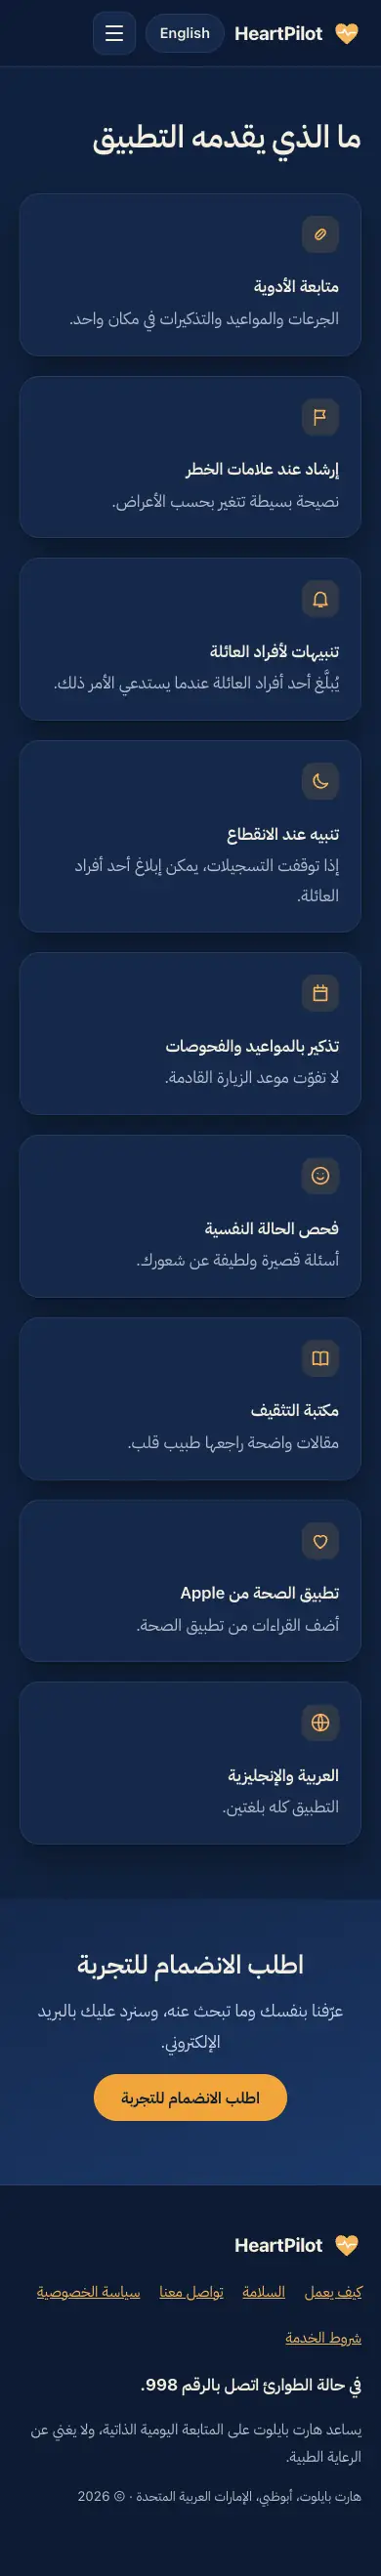 HeartPilot
English
ما الذي يقدمه التطبيق
متابعة الأدوية
الجرعات والمواعيد والتذكيرات في مكان واحد.
إرشاد عند علامات الخطر
نصيحة بسيطة تتغير بحسب الأعراض.
تنبيهات لأفراد العائلة
يُبلَّغ أحد أفراد العائلة عندما يستدعي الأمر ذلك.
تنبيه عند الانقطاع
إذا توقفت التسجيلات، يمكن إبلاغ أحد أفراد
العائلة.
تذكير بالمواعيد والفحوصات
لا تفوّت موعد الزيارة القادمة.
فحص الحالة النفسية
أسئلة قصيرة ولطيفة عن شعورك.
مكتبة التثقيف
مقالات واضحة راجعها طبيب قلب.
تطبيق الصحة من Apple
أضف القراءات من تطبيق الصحة.
العربية والإنجليزية
التطبيق كله بلغتين.
اطلب الانضمام للتجربة
عرّفنا بنفسك وما تبحث عنه، وسنرد عليك بالبريد
الإلكتروني.
اطلب الانضمام للتجربة
HeartPilot
كيف يعمل السلامة تواصل معنا سياسة الخصوصية
شروط الخدمة
في حالة الطوارئ اتصل بالرقم 998.
يساعد هارت بايلوت على المتابعة اليومية الذاتية، ولا يغني عن
الرعاية الطبية.
هارت بايلوت، أبوظبي، الإمارات العربية المتحدة · © 2026